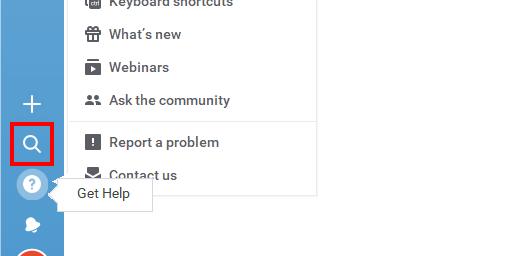 Keyboard shortcuts
What's new
Webinars
Ask the community
Report a problem
Contact us
Get Help